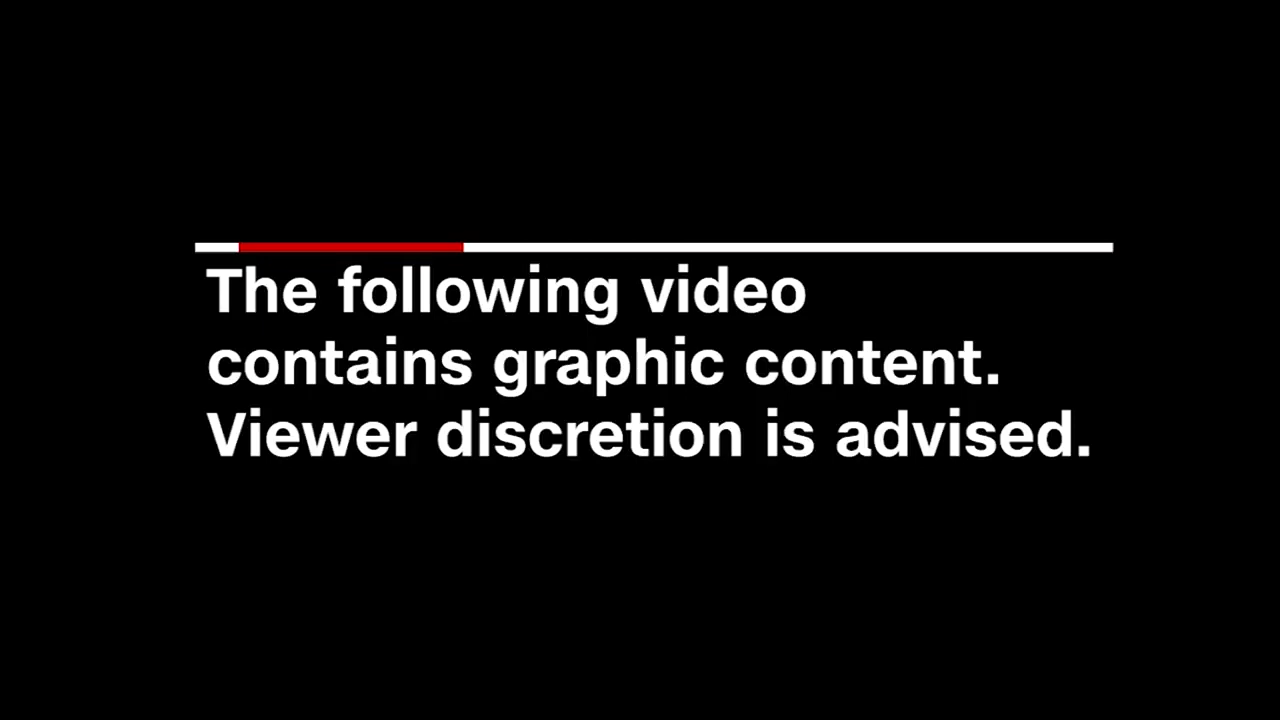 The following video
contains graphic content.
Viewer discretion is advised.